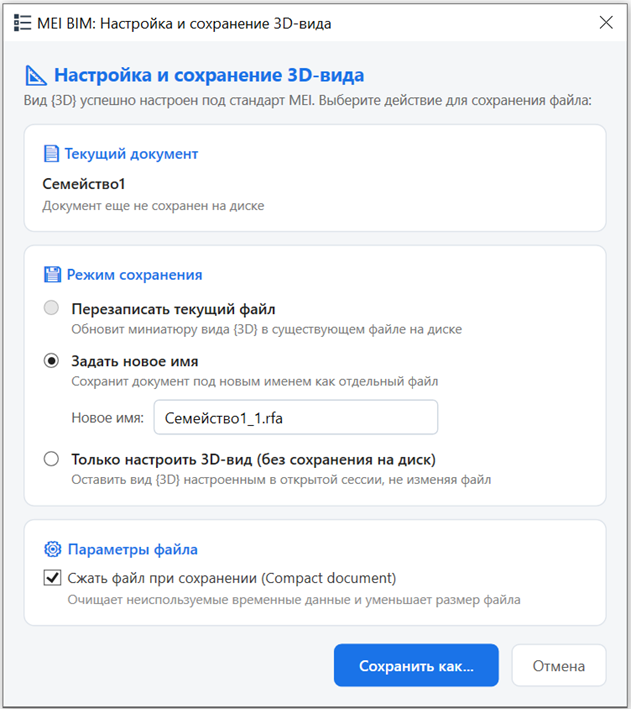 MEI BIM: Настройка и сохранение 3D-вида
Настройка и сохранение 3D-вида
Вид {3D} успешно настроен под стандарт MEI. Выберите действие для сохранения файла:
Текущий документ
Семейство1
Документ еще не сохранен на диске
Режим сохранения
Перезаписать текущий файл
Обновит миниатюру вида {3D} в существующем файле на диске
Задать новое имя
Сохранит документ под новым именем как отдельный файл
Новое имя: Семейство1_1.rfa
Только настроить 3D-вид (без сохранения на диск)
Оставить вид {3D} настроенным в открытой сессии, не изменяя файл
Параметры файла
Сжать файл при сохранении (Compact document)
Очищает неиспользуемые временные данные и уменьшает размер файла
Сохранить как... Отмена